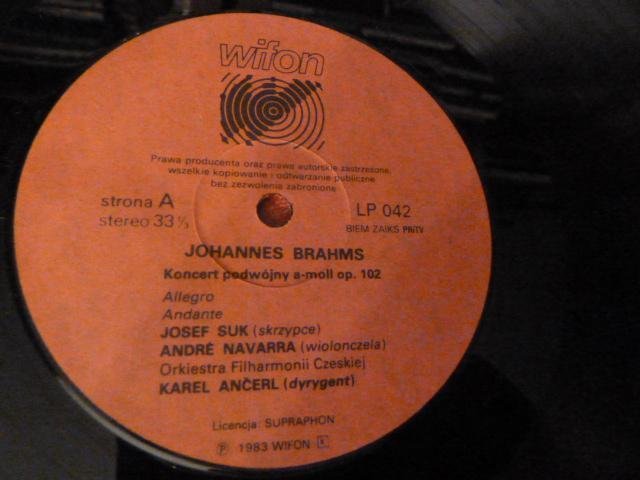 wifon
Prawa producenta oraz prawa autorskie zastrzeżone,
wszelkie kopiowanie i odtwarzanie publiczne
bez zezwolenia zabronione
strona A
stereo 33 ⅓
LP 042
BIEM ZAIKS PRiTV
JOHANNES BRAHMS
Koncert podwójny a-moll op. 102
Allegro
Andante
JOSEF SUK (skrzypce)
ANDRÉ NAVARRA (wiolonczela)
Orkiestra Filharmonii Czeskiej
KAREL ANČERL (dyrygent)
Licencja: SUPRAPHON
℗ 1983 WIFON